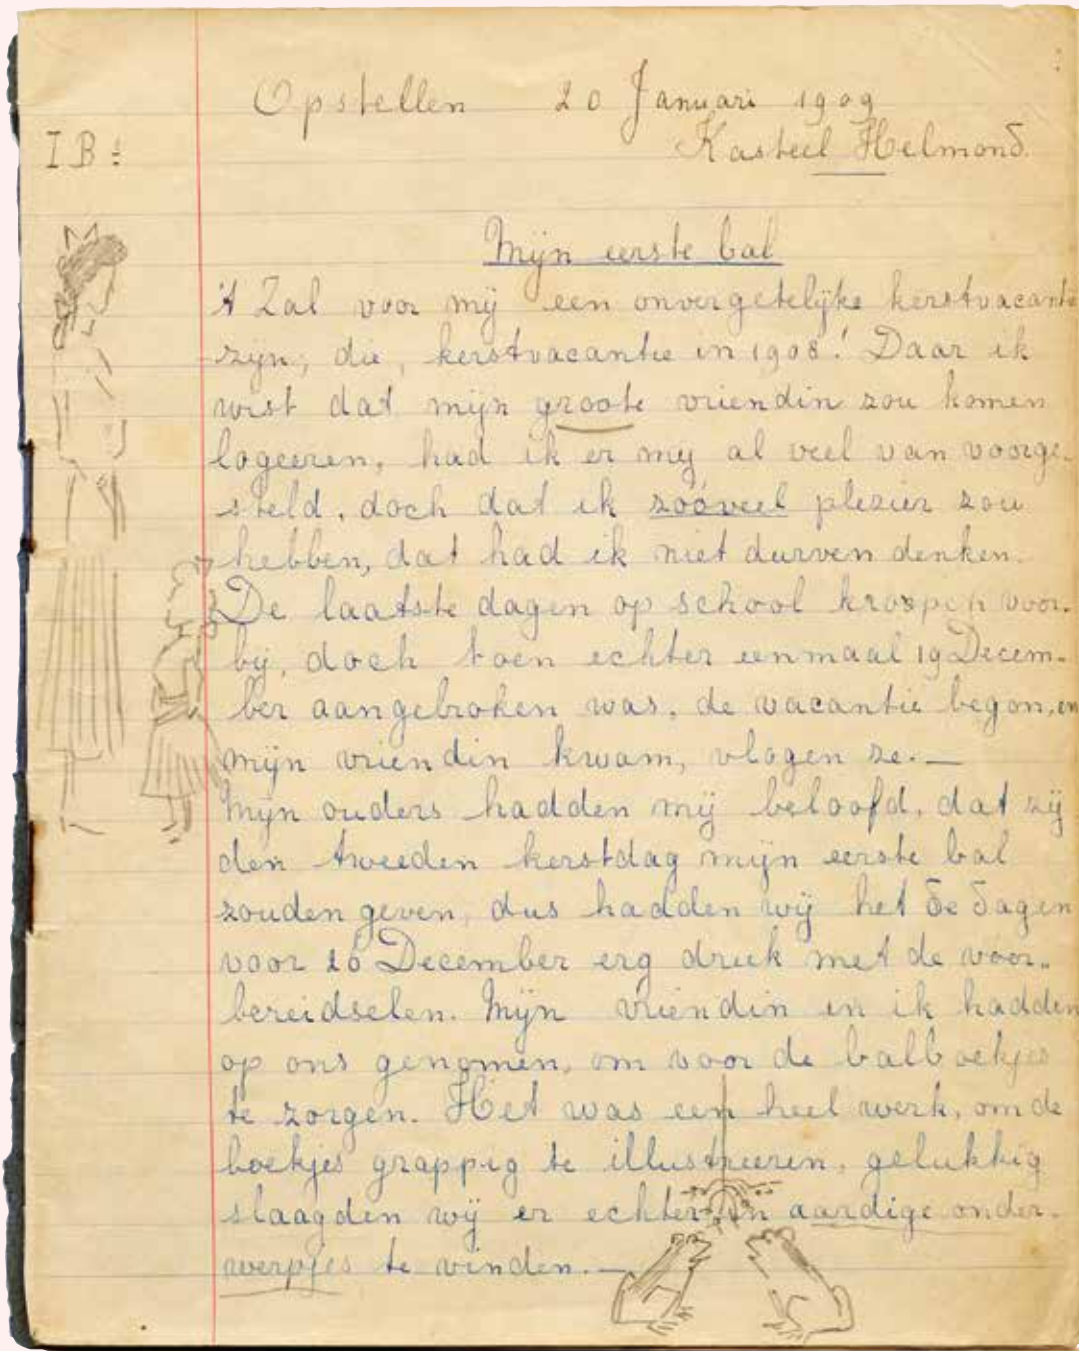 Opstellen 20 Januari 1909
I B:
Kasteel Helmond.
Mijn eerste bal
't Zal voor mij een onvergetelijke kerstvacantie
zijn, die, kerstvacantie in 1908! Daar ik
wist dat mijn groote vriendin zou komen
logeeren, had ik er mij al veel van voorge-
steld, doch dat ik zóóveel plezier zou
hebben, dat had ik niet durven denken.
De laatste dagen op school kropen voor-
bij, doch toen echter eenmaal 19 Decem-
ber aangebroken was, de vacantie begon, en
mijn vriendin kwam, vlogen ze.—
Mijn ouders hadden mij beloofd, dat zij
den tweeden kerstdag mijn eerste bal
zouden geven, dus hadden wij het de dagen
voor 26 December erg druk met de voor-
bereidselen. Mijn vriendin en ik hadden
op ons genomen, om voor de balboekjes
te zorgen. Het was een heel werk, om de
boekjes grappig te illustreeren, gelukkig
slaagden wij er echter in aardige onder-
werpjes te vinden.—